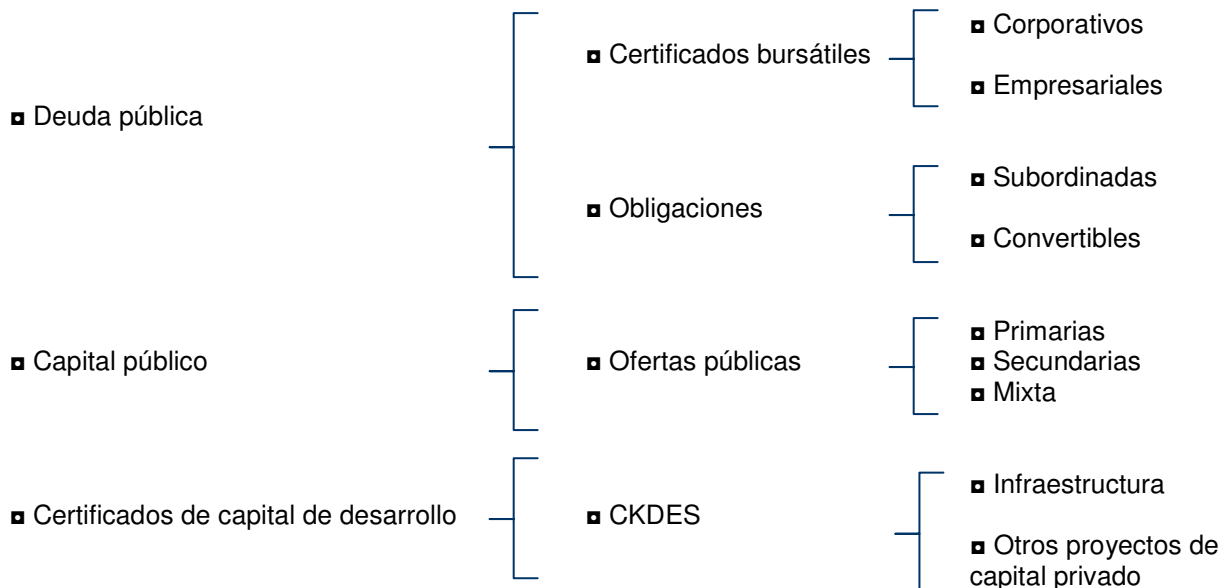 Deuda pública
Certificados bursátiles
Corporativos
Empresariales
Obligaciones
Subordinadas
Convertibles
Capital público
Ofertas públicas
Primarias
Secundarias
Mixta
Certificados de capital de desarrollo
CKDES
Infraestructura
Otros proyectos de
capital privado